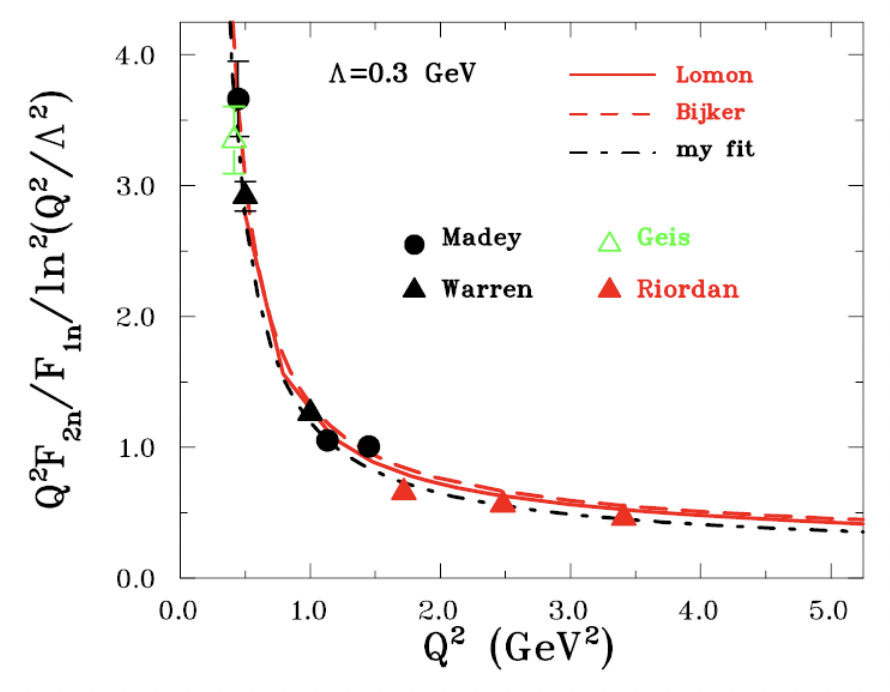 Λ=0.3 GeV
Lomon
Bijker
my fit
Madey
Geis
Warren
Riordan
Q²F₂ₙ/F₁ₙ/ln²(Q²/Λ²)
4.0
3.0
2.0
1.0
0.0
0.0 1.0 2.0 3.0 4.0 5.0
Q² (GeV²)